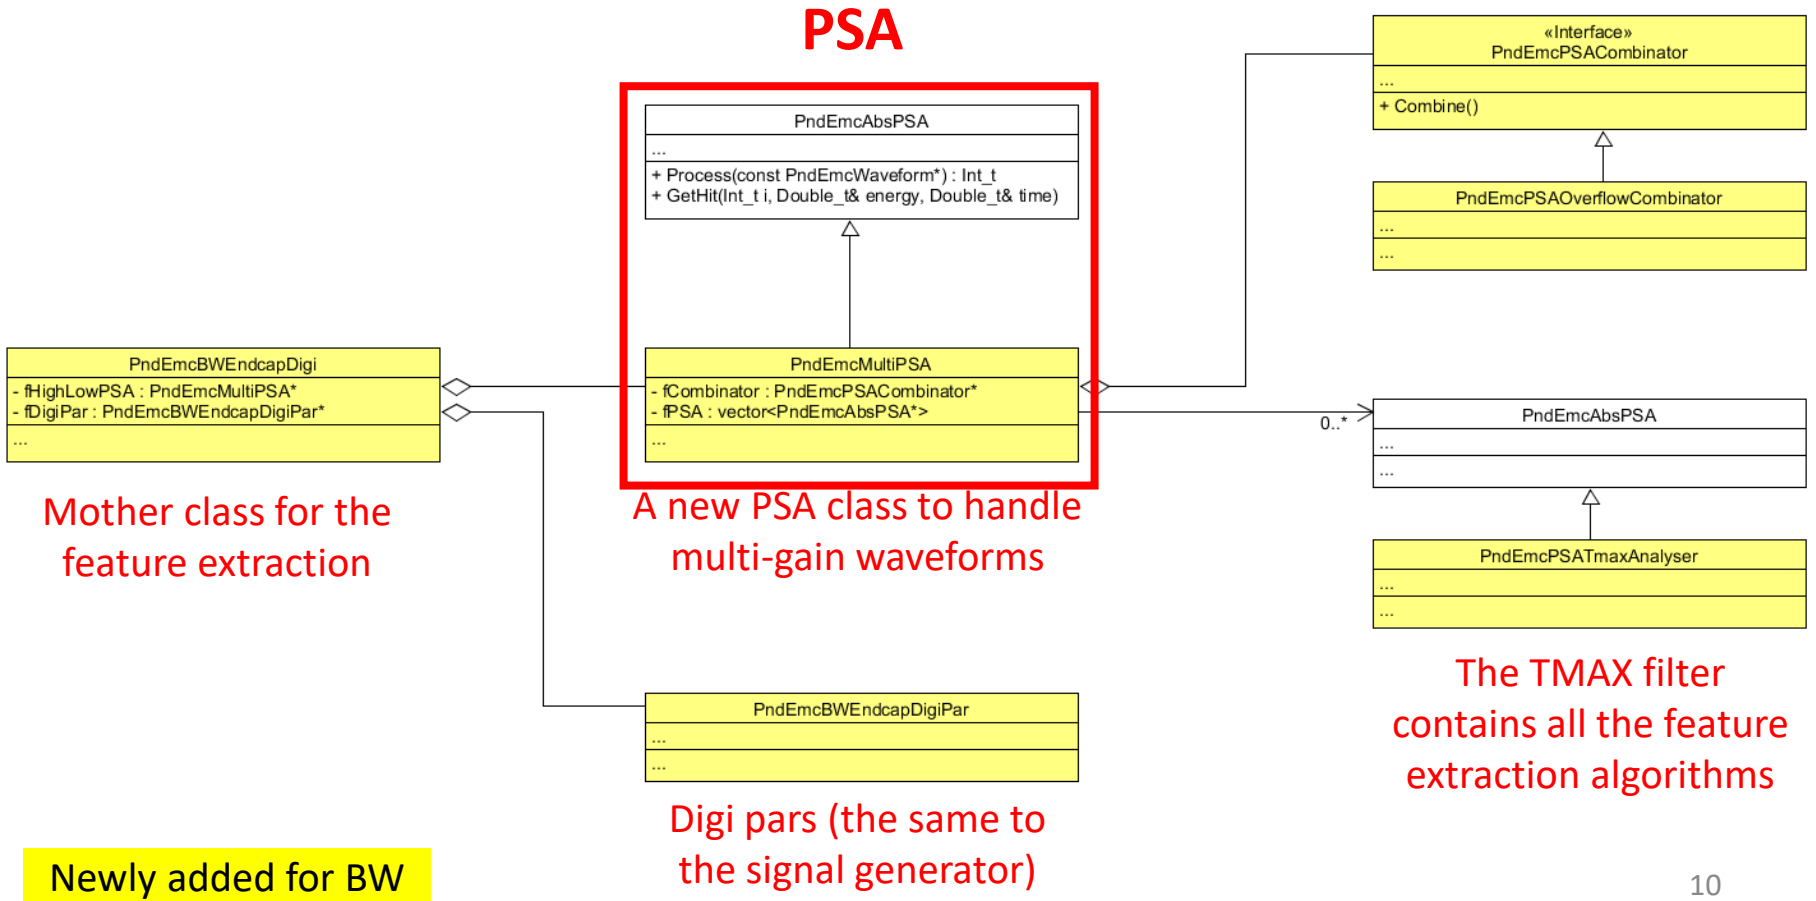 PSA
«Interface»
PndEmcPSACombinator
...
+ Combine()
PndEmcAbsPSA
...
+ Process(const PndEmcWaveform*) : Int_t
+ GetHit(Int_t i, Double_t& energy, Double_t& time)
PndEmcPSAOverflowCombinator
...
...
PndEmcBWEndcapDigi
- fHighLowPSA : PndEmcMultiPSA*
- fDigiPar : PndEmcBWEndcapDigiPar*
...
PndEmcMultiPSA
- fCombinator : PndEmcPSACombinator*
- fPSA : vector<PndEmcAbsPSA*>
...
0..*
PndEmcAbsPSA
...
...
Mother class for the
feature extraction
A new PSA class to handle
multi-gain waveforms
PndEmcPSATmaxAnalyser
...
...
The TMAX filter
contains all the feature
extraction algorithms
PndEmcBWEndcapDigiPar
...
...
Digi pars (the same to
the signal generator)
Newly added for BW
10